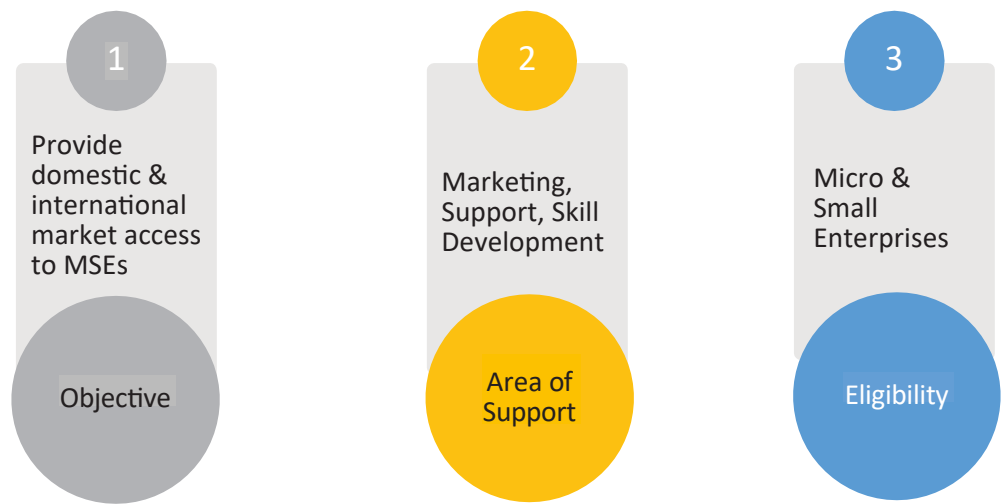 1
Provide
domestic &
international
market access
to MSEs
Objective
2
Marketing,
Support, Skill
Development
Area of
Support
3
Micro &
Small
Enterprises
Eligibility